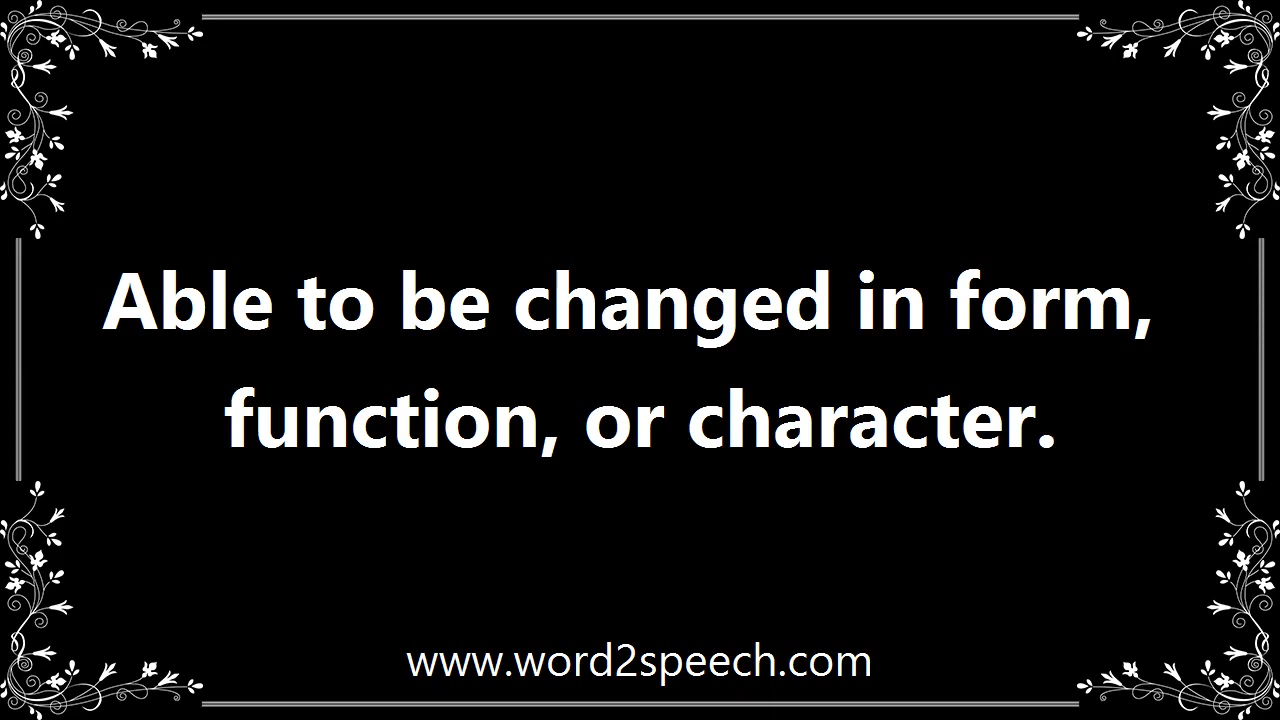 Able to be changed in form,
function, or character.
www.word2speech.com